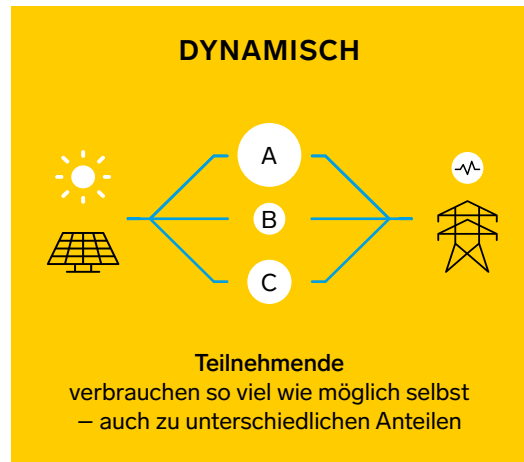 DYNAMISCH
A
B
C
Teilnehmende
verbrauchen so viel wie möglich selbst
– auch zu unterschiedlichen Anteilen